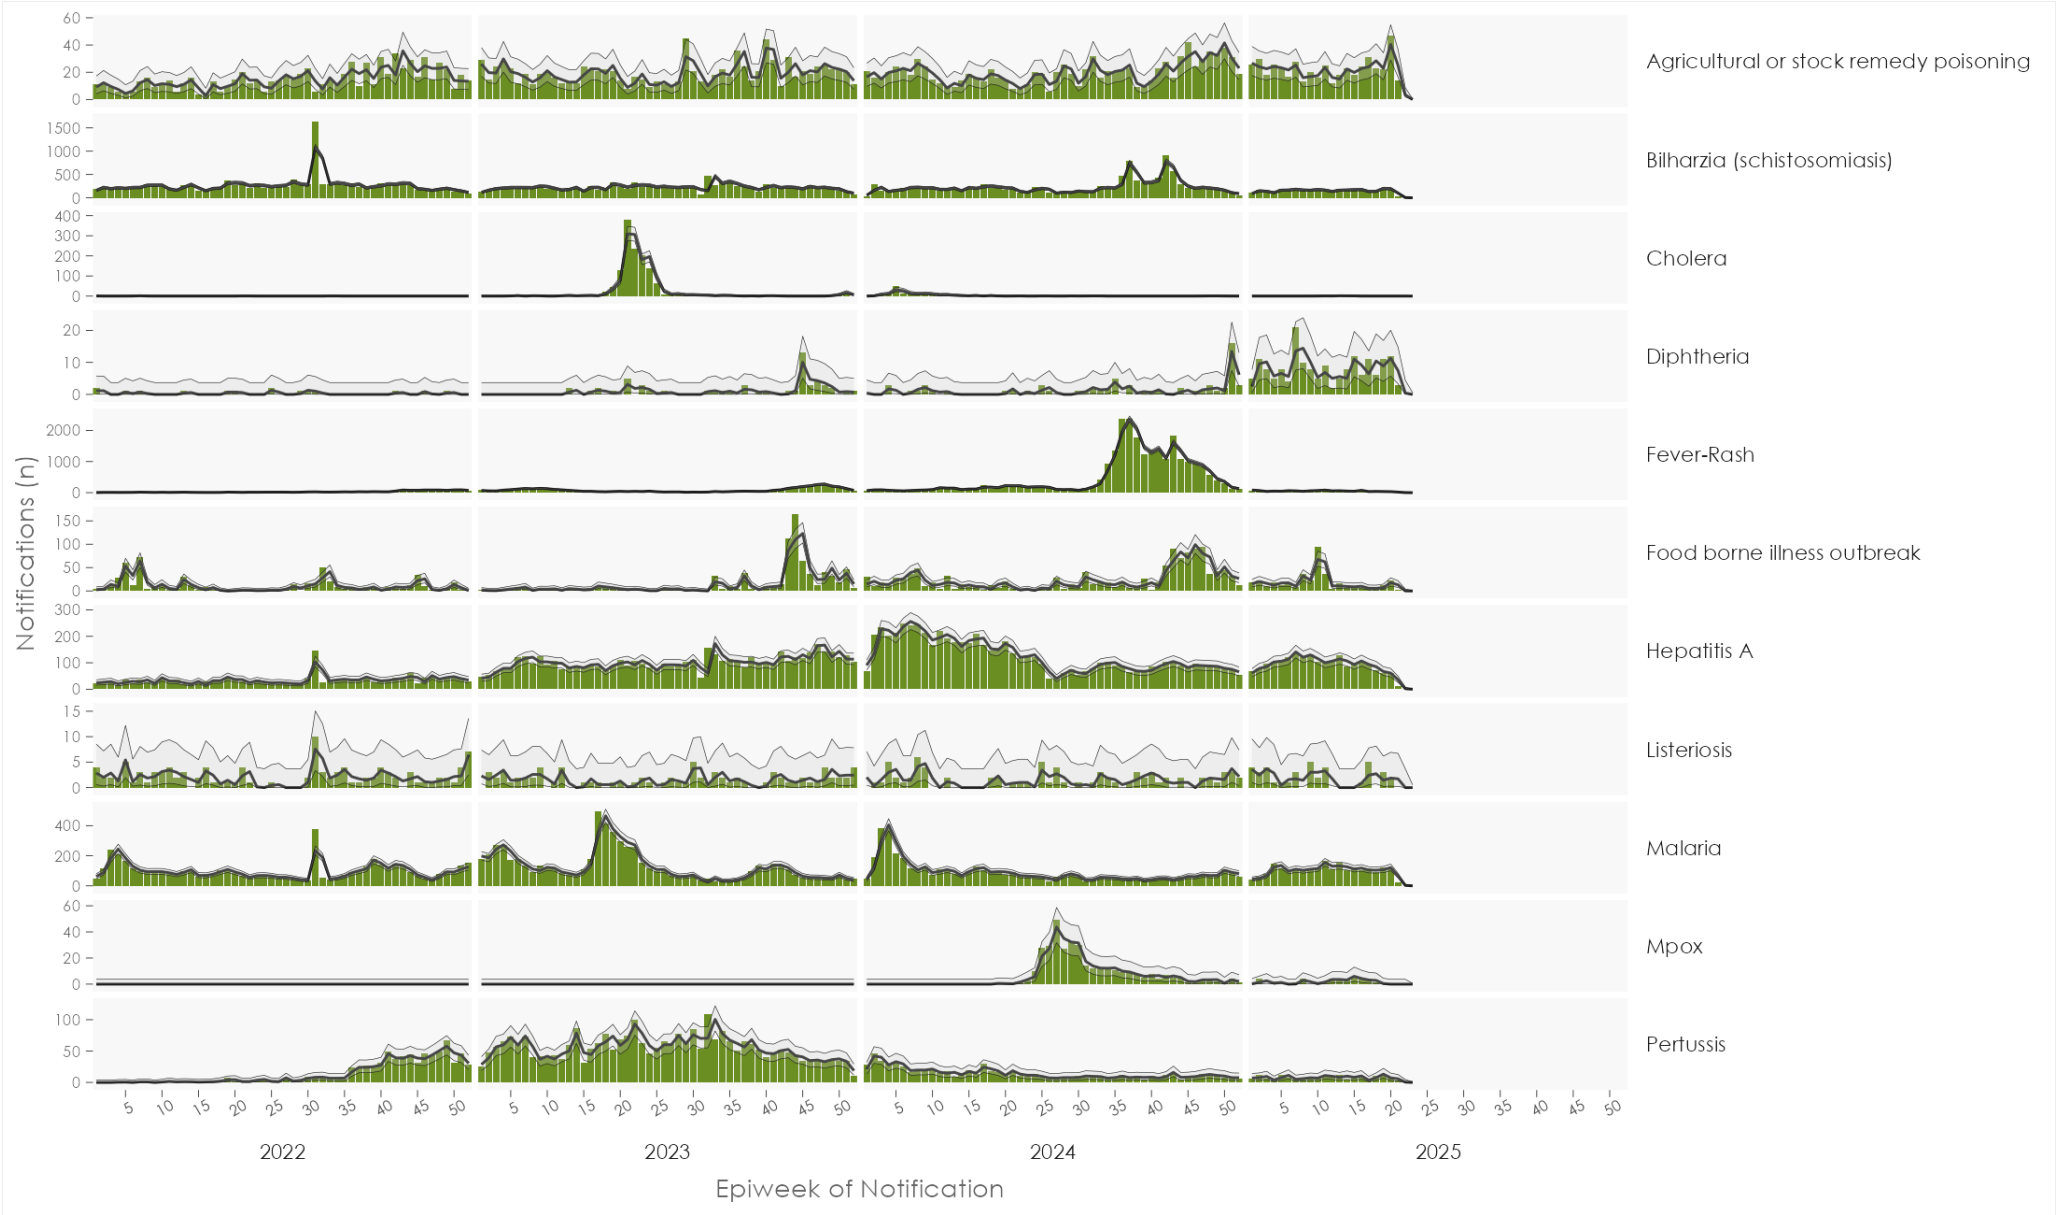 60
40
20
0
Agricultural or stock remedy poisoning
1500
1000
500
0
Bilharzia (schistosomiasis)
400
300
200
100
0
Cholera
20
10
0
Diphtheria
2000
1000
0
Fever-Rash
150
100
50
0
Food borne illness outbreak
300
200
100
0
Hepatitis A
15
10
5
0
Listeriosis
400
200
0
Malaria
60
40
20
0
Mpox
100
50
0
Pertussis
Notifications (n)
5 10 15 20 25 30 35 40 45 50 5 10 15 20 25 30 35 40 45 50 5 10 15 20 25 30 35 40 45 50 5 10 15 20 25 30 35 40 45 50
2022 2023 2024 2025
Epiweek of Notification